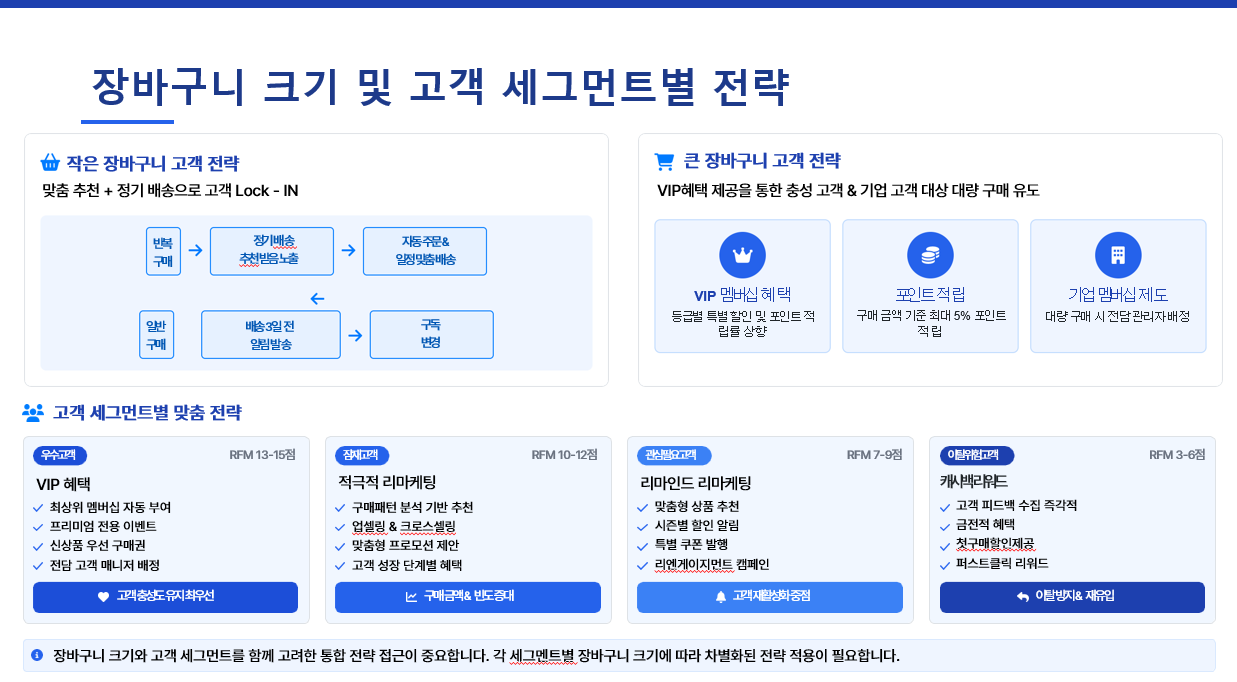 장바구니 크기 및 고객 세그먼트별 전략
작은 장바구니 고객 전략
맞춤 추천 + 정기 배송으로 고객 Lock - IN
반복
구매
정기배송
추천받음노출
자동주문&
일정맞춤배송
일반
구매
배송3일 전
알림발송
구독
변경
큰 장바구니 고객 전략
VIP혜택 제공을 통한 충성 고객 & 기업 고객 대상 대량 구매 유도
VIP 멤버십 혜택
등급별 특별 할인 및 포인트 적
립률 상향
포인트 적립
구매 금액 기준 최대 5% 포인트
적립
기업 멤버십 제도
대량 구매 시 전담 관리자 배정
고객 세그먼트별 맞춤 전략
우수고객
RFM 13-15점
VIP 혜택
최상위 멤버십 자동 부여
프리미엄 전용 이벤트
신상품 우선 구매권
전담 고객 매니저 배정
고객 충성도 유지 최우선
잠재고객
RFM 10-12점
적극적 리마케팅
구매패턴 분석 기반 추천
업셀링 & 크로스셀링
맞춤형 프로모션 제안
고객 성장 단계별 혜택
구매 금액 & 빈도 증대
관심필요고객
RFM 7-9점
리마인드 리마케팅
맞춤형 상품 추천
시즌별 할인 알림
특별 쿠폰 발행
리엔게이지먼트 캠페인
고객 재활성화 중점
이탈위험고객
RFM 3-6점
캐시백리워드
고객 피드백 수집 즉각적
금전적 혜택
첫구매할인제공
퍼스트클릭 리워드
이탈 방지 & 재유입
장바구니 크기와 고객 세그먼트를 함께 고려한 통합 전략 접근이 중요합니다. 각 세그멘트별 장바구니 크기에 따라 차별화된 전략 적용이 필요합니다.